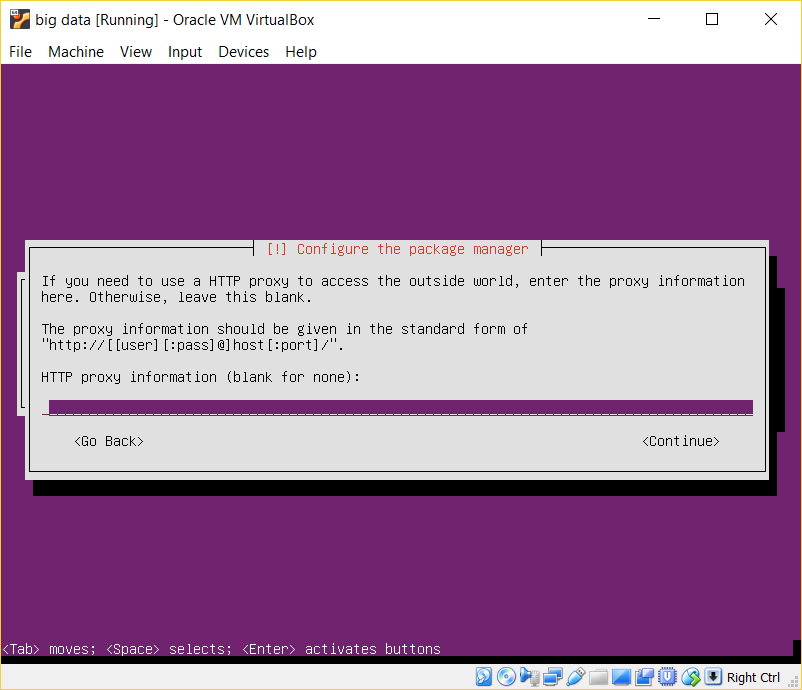 big data [Running] - Oracle VM VirtualBox
File Machine View Input Devices Help
[!] Configure the package manager
If you need to use a HTTP proxy to access the outside world, enter the proxy information
here. Otherwise, leave this blank.
The proxy information should be given in the standard form of
"http://[[user][:pass]@]host[:port]/".
HTTP proxy information (blank for none):
<Go Back> <Continue>
<Tab> moves; <Space> selects; <Enter> activates buttons
Right Ctrl